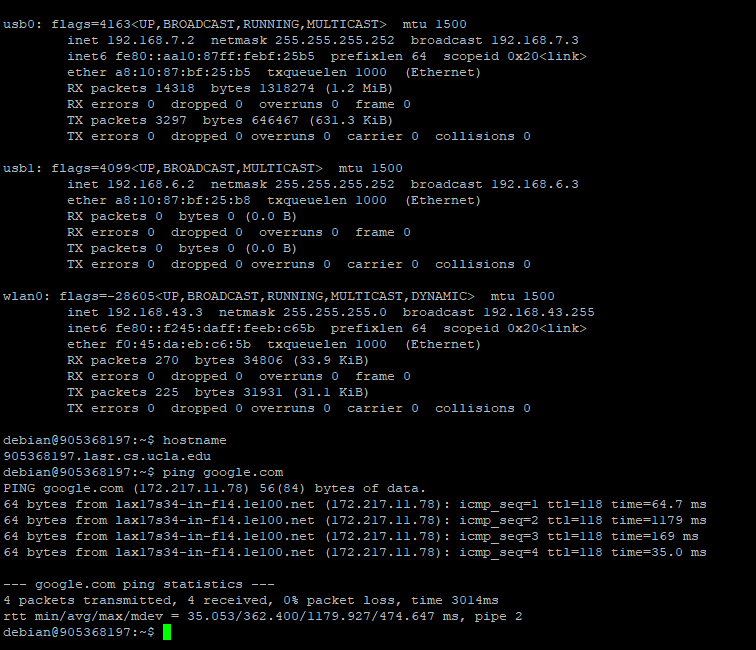 usb0: flags=4163<UP,BROADCAST,RUNNING,MULTICAST>  mtu 1500
        inet 192.168.7.2  netmask 255.255.255.252  broadcast 192.168.7.3
        inet6 fe80::aa10:87ff:febf:25b5  prefixlen 64  scopeid 0x20<link>
        ether a8:10:87:bf:25:b5  txqueuelen 1000  (Ethernet)
        RX packets 14318  bytes 1318274 (1.2 MiB)
        RX errors 0  dropped 0  overruns 0  frame 0
        TX packets 3297  bytes 646467 (631.3 KiB)
        TX errors 0  dropped 0 overruns 0  carrier 0  collisions 0

usb1: flags=4099<UP,BROADCAST,MULTICAST>  mtu 1500
        inet 192.168.6.2  netmask 255.255.255.252  broadcast 192.168.6.3
        ether a8:10:87:bf:25:b8  txqueuelen 1000  (Ethernet)
        RX packets 0  bytes 0 (0.0 B)
        RX errors 0  dropped 0  overruns 0  frame 0
        TX packets 0  bytes 0 (0.0 B)
        TX errors 0  dropped 0 overruns 0  carrier 0  collisions 0

wlan0: flags=-28605<UP,BROADCAST,RUNNING,MULTICAST,DYNAMIC>  mtu 1500
        inet 192.168.43.3  netmask 255.255.255.0  broadcast 192.168.43.255
        inet6 fe80::f245:daff:feeb:c65b  prefixlen 64  scopeid 0x20<link>
        ether f0:45:da:eb:c6:5b  txqueuelen 1000  (Ethernet)
        RX packets 270  bytes 34806 (33.9 KiB)
        RX errors 0  dropped 0  overruns 0  frame 0
        TX packets 225  bytes 31931 (31.1 KiB)
        TX errors 0  dropped 0 overruns 0  carrier 0  collisions 0

debian@905368197:~$ hostname
905368197.lasr.cs.ucla.edu
debian@905368197:~$ ping google.com
PING google.com (172.217.11.78) 56(84) bytes of data.
64 bytes from lax17s34-in-f14.1e100.net (172.217.11.78): icmp_seq=1 ttl=118 time=64.7 ms
64 bytes from lax17s34-in-f14.1e100.net (172.217.11.78): icmp_seq=2 ttl=118 time=1179 ms
64 bytes from lax17s34-in-f14.1e100.net (172.217.11.78): icmp_seq=3 ttl=118 time=169 ms
64 bytes from lax17s34-in-f14.1e100.net (172.217.11.78): icmp_seq=4 ttl=118 time=35.0 ms

--- google.com ping statistics ---
4 packets transmitted, 4 received, 0% packet loss, time 3014ms
rtt min/avg/max/mdev = 35.053/362.400/1179.927/474.647 ms, pipe 2
debian@905368197:~$